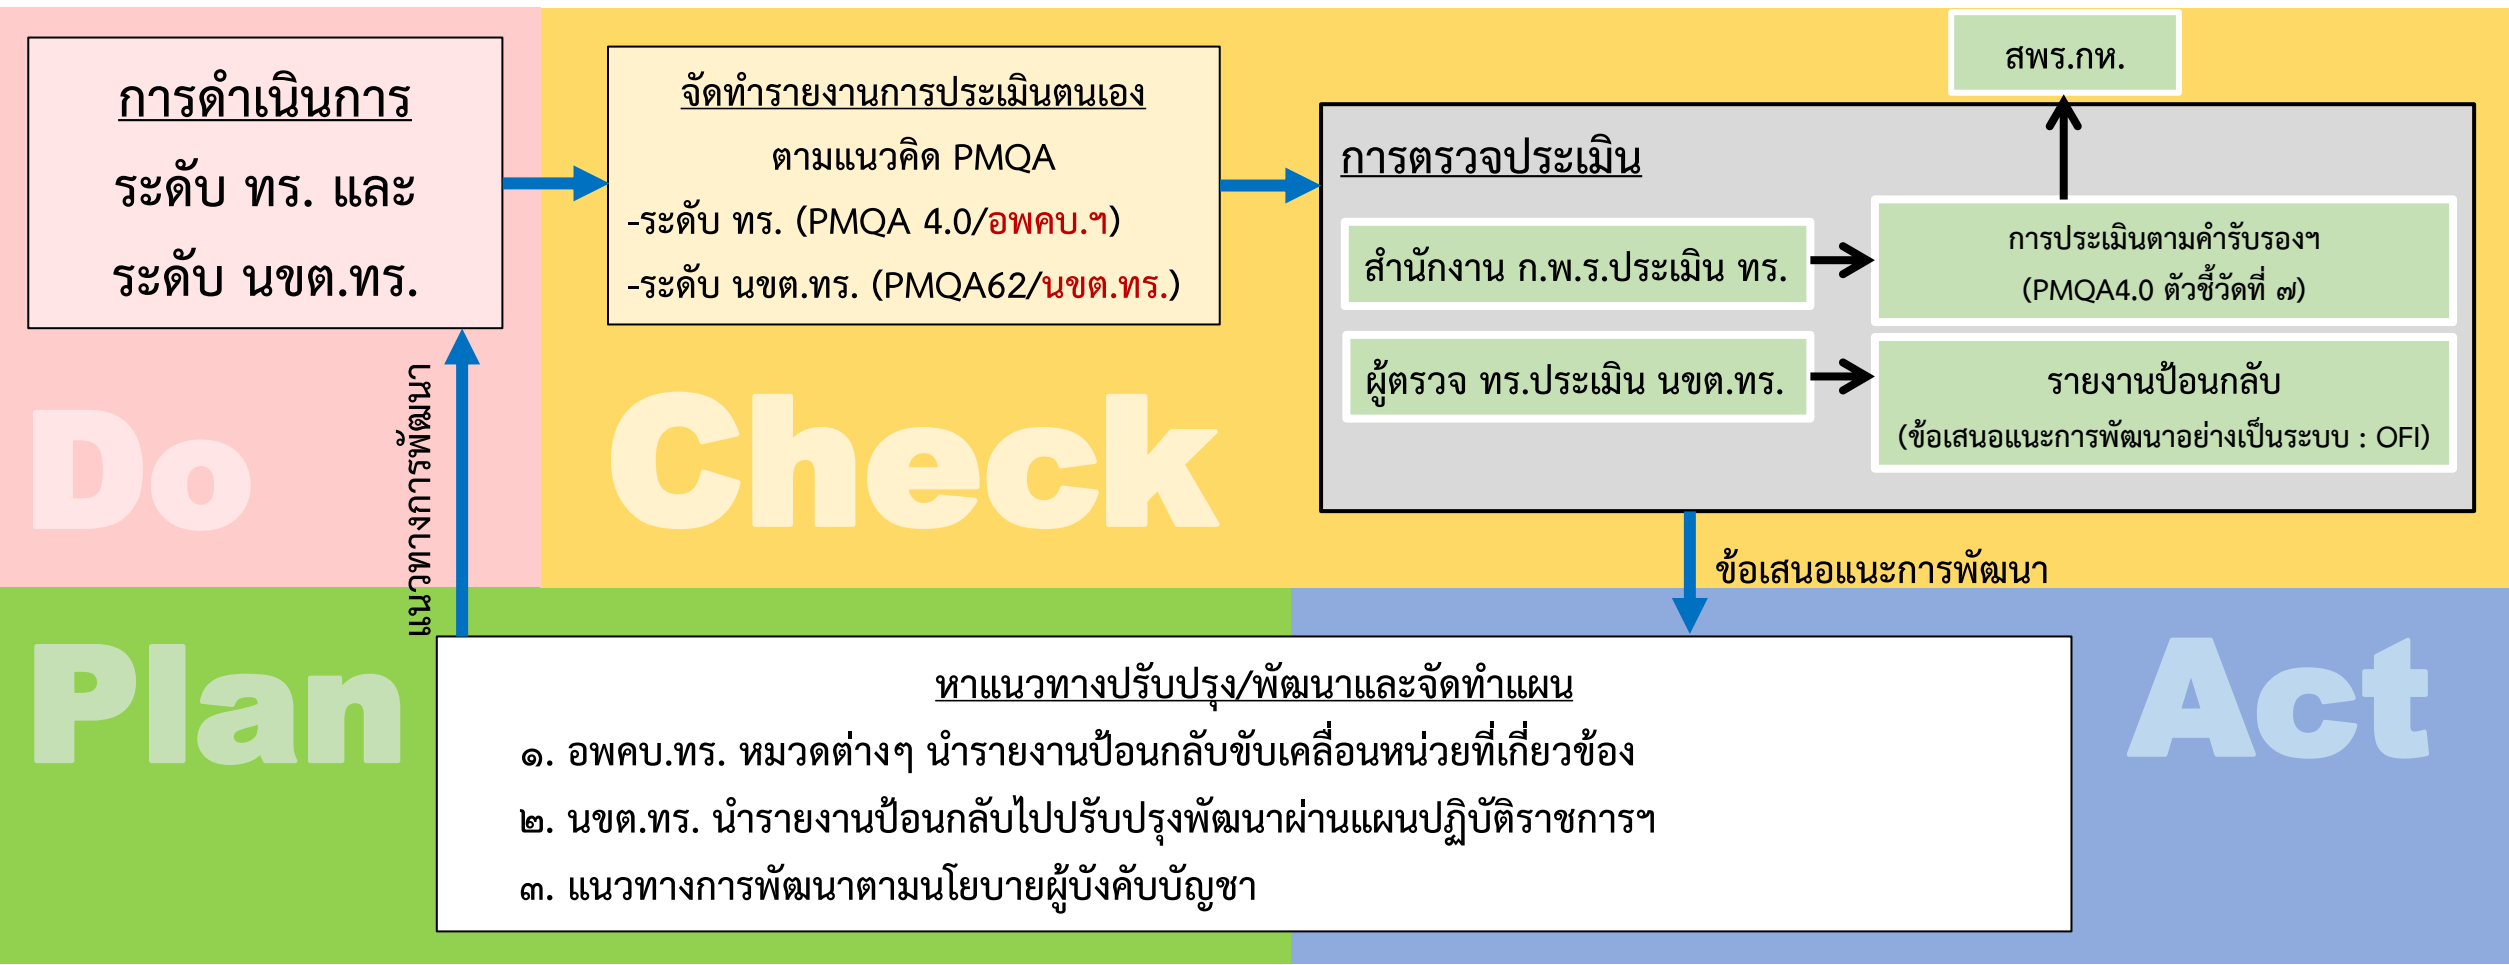 การดำเนินการ
ระดับ ทร. และ
ระดับ นขต.ทร.
Do
จัดทำรายงานการประเมินตนเอง
ตามแนวคิด PMQA
-ระดับ ทร. (PMQA 4.0/อพคบ.ฯ)
-ระดับ นขต.ทร. (PMQA62/นขต.ทร.)
Check
สพร.กห.
การตรวจประเมิน
สำนักงาน ก.พ.ร.ประเมิน ทร.
การประเมินตามคำรับรองฯ
(PMQA4.0 ตัวชี้วัดที่ ๗)
ผู้ตรวจ ทร.ประเมิน นขต.ทร.
รายงานป้อนกลับ
(ข้อเสนอแนะการพัฒนาอย่างเป็นระบบ : OFI)
ข้อเสนอแนะการพัฒนา
แนวทางการพัฒนา
Plan
หาแนวทางปรับปรุง/พัฒนาและจัดทำแผน
๑. อพคบ.ทร. หมวดต่างๆ นำรายงานป้อนกลับขับเคลื่อนหน่วยที่เกี่ยวข้อง
๒. นขต.ทร. นำรายงานป้อนกลับไปปรับปรุงพัฒนาผ่านแผนปฏิบัติราชการฯ
๓. แนวทางการพัฒนาตามนโยบายผู้บังคับบัญชา
Act